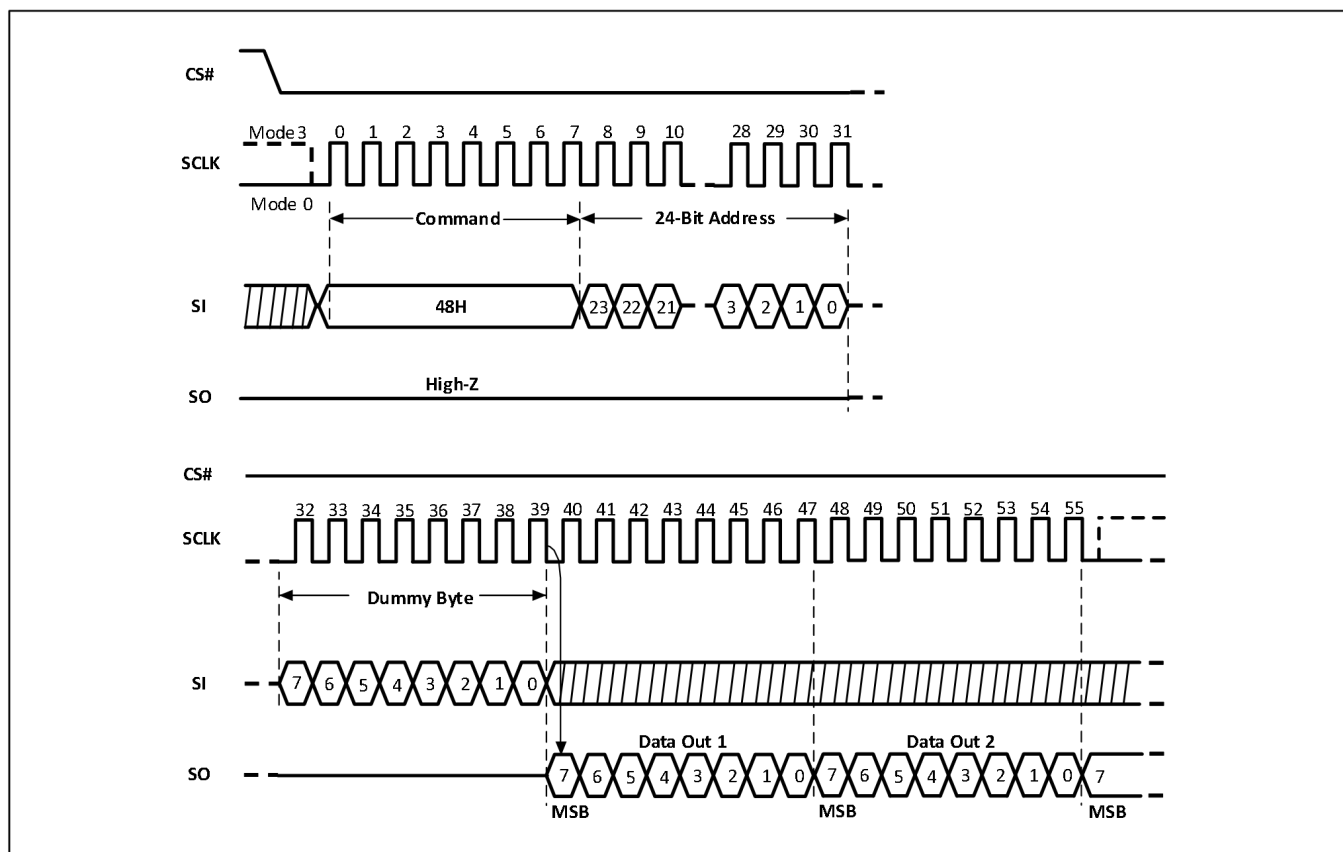 CS#
Mode 3 0 1 2 3 4 5 6 7 8 9 10 28 29 30 31
SCLK
Mode 0
Command 24-Bit Address
SI 48H 23 22 21 3 2 1 0
High-Z
SO
CS#
32 33 34 35 36 37 38 39 40 41 42 43 44 45 46 47 48 49 50 51 52 53 54 55
SCLK
Dummy Byte
SI 7 6 5 4 3 2 1 0
Data Out 1 Data Out 2
SO 7 6 5 4 3 2 1 0 7 6 5 4 3 2 1 0 7
MSB MSB MSB